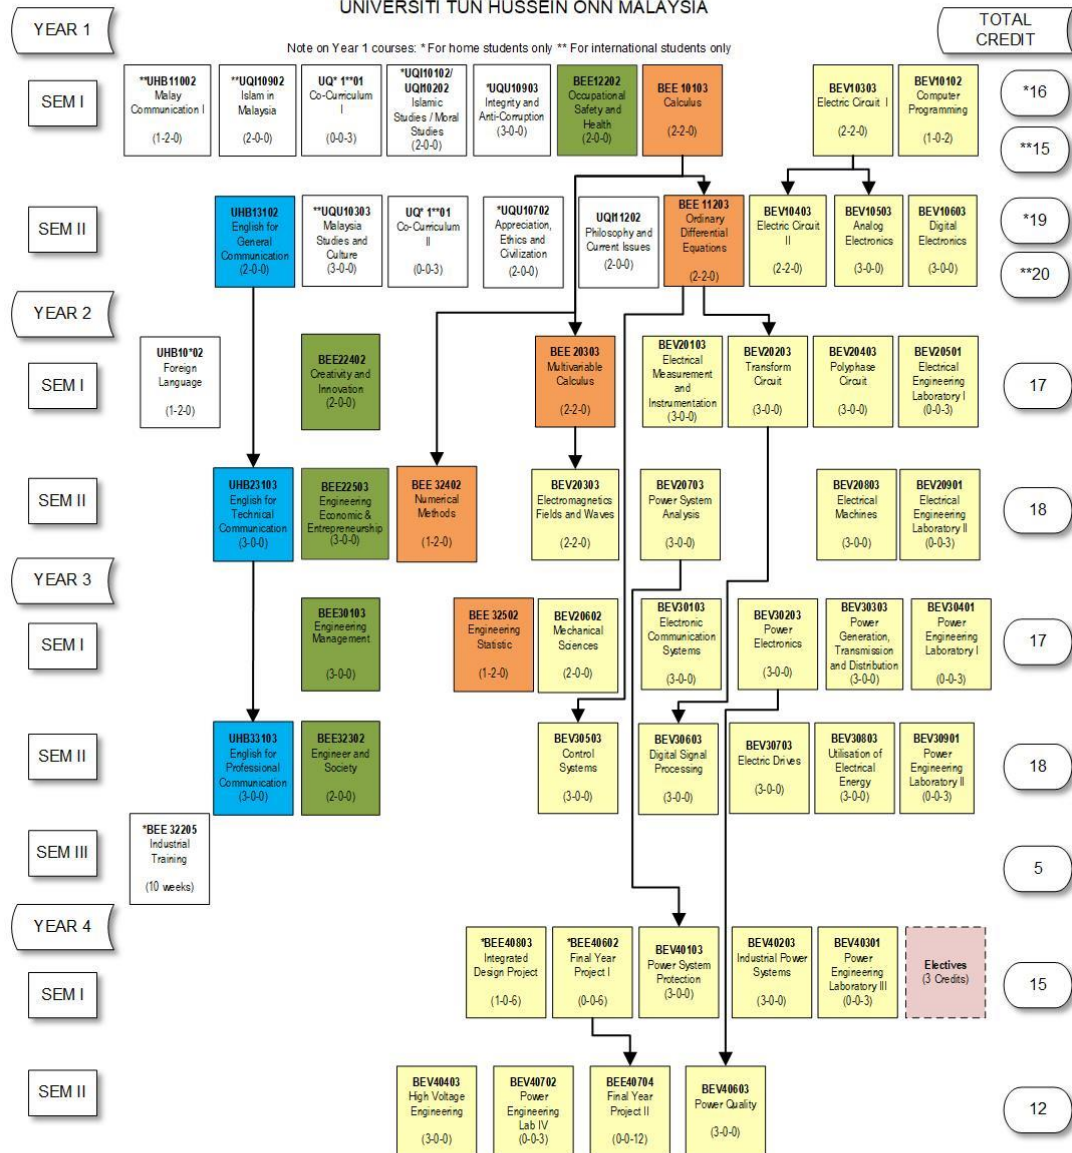 UNIVERSITI TUN HUSSEIN ONN MALAYSIA
YEAR 1
TOTAL
CREDIT
Note on Year 1 courses: * For home students only ** For international students only
SEM I
**UHB11002
Malay
Communication I
(1-2-0)
**UQI10902
Islam in
Malaysia
(2-0-0)
UQ* 1**01
Co-Curriculum
I
(0-0-3)
*UQI10102/
UQI10202
Islamic
Studies / Moral
Studies
(2-0-0)
*UQU10903
Integrity and
Anti-Corruption
(3-0-0)
BEE12202
Occupational
Safety and
Health
(2-0-0)
BEE 10103
Calculus
(2-2-0)
BEV10303
Electric Circuit I
(2-2-0)
BEV10102
Computer
Programming
(1-0-2)
*16
**15
SEM II
UHB13102
English for
General
Communication
(2-0-0)
**UQU10303
Malaysia
Studies and
Culture
(3-0-0)
UQ* 1**01
Co-Curriculum
II
(0-0-3)
*UQU10702
Appreciation,
Ethics and
Civilization
(2-0-0)
UQI11202
Philosophy and
Current Issues
(2-0-0)
BEE 11203
Ordinary
Differential
Equations
(2-2-0)
BEV10403
Electric Circuit
II
(2-2-0)
BEV10503
Analog
Electronics
(3-0-0)
BEV10603
Digital
Electronics
(3-0-0)
*19
**20
YEAR 2
SEM I
UHB10*02
Foreign
Language
(1-2-0)
BEE22402
Creativity and
Innovation
(2-0-0)
BEE 20303
Multivariable
Calculus
(2-2-0)
BEV20103
Electrical
Measurement
and
Instrumentation
(3-0-0)
BEV20203
Transform
Circuit
(3-0-0)
BEV20403
Polyphase
Circuit
(3-0-0)
BEV20501
Electrical
Engineering
Laboratory I
(0-0-3)
17
SEM II
UHB23103
English for
Technical
Communication
(3-0-0)
BEE22503
Engineering
Economic &
Entrepreneurship
(3-0-0)
BEE 32402
Numerical
Methods
(1-2-0)
BEV20303
Electromagnetics
Fields and Waves
(2-2-0)
BEV20703
Power System
Analysis
(3-0-0)
BEV20803
Electrical
Machines
(3-0-0)
BEV20901
Electrical
Engineering
Laboratory II
(0-0-3)
18
YEAR 3
SEM I
BEE30103
Engineering
Management
(3-0-0)
BEE 32502
Engineering
Statistic
(1-2-0)
BEV20602
Mechanical
Sciences
(2-0-0)
BEV30103
Electronic
Communication
Systems
(3-0-0)
BEV30203
Power
Electronics
(3-0-0)
BEV30303
Power
Generation,
Transmission
and Distribution
(3-0-0)
BEV30401
Power
Engineering
Laboratory I
(0-0-3)
17
SEM II
UHB33103
English for
Professional
Communication
(3-0-0)
BEE32302
Engineer and
Society
(2-0-0)
BEV30503
Control
Systems
(3-0-0)
BEV30603
Digital Signal
Processing
(3-0-0)
BEV30703
Electric Drives
(3-0-0)
BEV30803
Utilisation of
Electrical
Energy
(3-0-0)
BEV30901
Power
Engineering
Laboratory II
(0-0-3)
18
SEM III
*BEE 32205
Industrial
Training
(10 weeks)
5
YEAR 4
SEM I
*BEE40803
Integrated
Design Project
(1-0-6)
*BEE40602
Final Year
Project I
(0-0-6)
BEV40103
Power System
Protection
(3-0-0)
BEV40203
Industrial Power
Systems
(3-0-0)
BEV40301
Power
Engineering
Laboratory III
(0-0-3)
Electives
(3 Credits)
15
SEM II
BEV40403
High Voltage
Engineering
(3-0-0)
BEV40702
Power
Engineering
Lab IV
(0-0-3)
BEE40704
Final Year
Project II
(0-0-12)
BEV40603
Power Quality
(3-0-0)
12